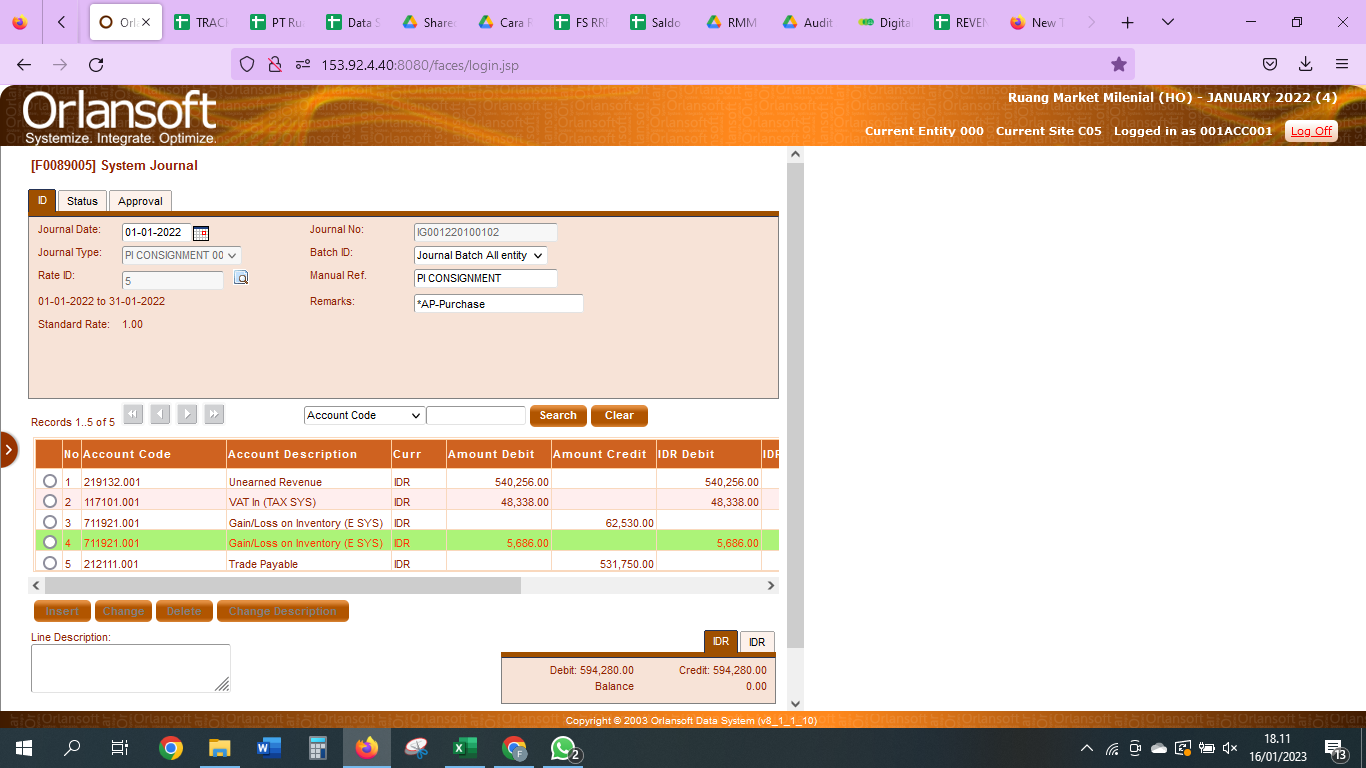 Orl
TRAC
PT Ru
Data S
Share
Cara P
FS RR
Saldo
RMM
Audit
Digita
REVE
New T
153.92.4.40:8080/faces/login.jsp
Orlansoft
Systemize. Integrate. Optimize.
Ruang Market Milenial (HO) - JANUARY 2022 (4)
Current Entity 000 Current Site C05 Logged in as 001ACC001 Log Off
[F0089005] System Journal
ID Status Approval
Journal Date: 01-01-2022 Journal No: IG001220100102
Journal Type: PI CONSIGNMENT 00 Batch ID: Journal Batch All entity
Rate ID: 5 Manual Ref. PI CONSIGNMENT
01-01-2022 to 31-01-2022 Remarks: *AP-Purchase
Standard Rate: 1.00
Records 1..5 of 5 Account Code Search Clear
No Account Code Account Description Curr Amount Debit Amount Credit IDR Debit IDR
1 219132.001 Unearned Revenue IDR 540,256.00 540,256.00
2 117101.001 VAT In (TAX SYS) IDR 48,338.00 48,338.00
3 711921.001 Gain/Loss on Inventory (E SYS) IDR 62,530.00
4 711921.001 Gain/Loss on Inventory (E SYS) IDR 5,686.00 5,686.00
5 212111.001 Trade Payable IDR 531,750.00
Insert Change Delete Change Description
Line Description:
IDR IDR
Debit: 594,280.00 Credit: 594,280.00
Balance 0.00
Copyright © 2003 Orlansoft Data System (v8_1_1_10)
2
18.11
16/01/2023
13